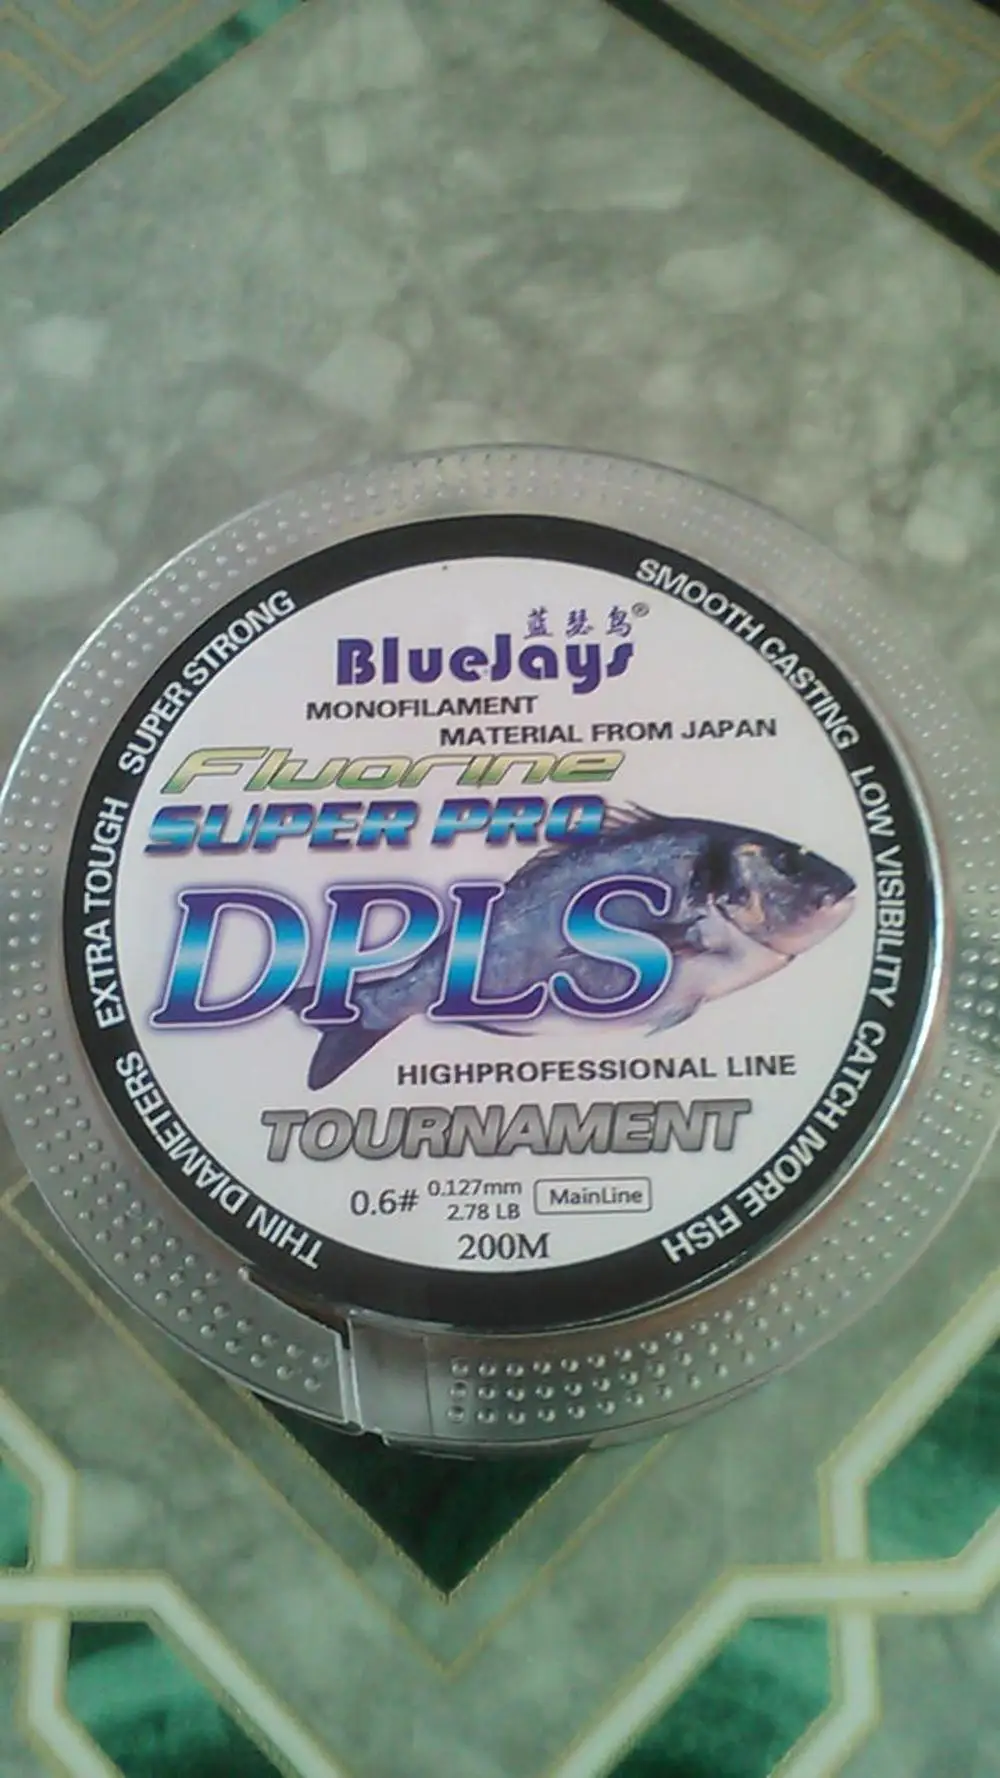 蓝瑟鸟®
BlueJays
MONOFILAMENT
MATERIAL FROM JAPAN
Fluorine
SUPER PRO
DPLS
HIGHPROFESSIONAL LINE
TOURNAMENT
0.6# 0.127mm MainLine
2.78 LB
200M
THIN DIAMETERS EXTRA TOUGH SUPER STRONG
SMOOTH CASTING LOW VISIBILITY CATCH MORE FISH